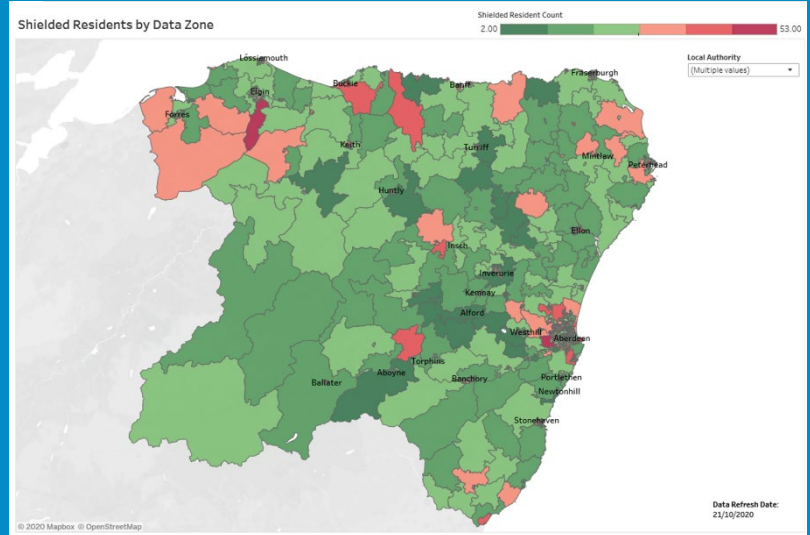 Shielded Residents by Data Zone
Shielded Resident Count
2.00
53.00
Local Authority
(Multiple values)
Lossiemouth
Buckie
Banff
Fraserburgh
Elgin
Forres
Keith
Turriff
Mintlaw
Peterhead
Huntly
Ellon
Insch
Inverurie
Kemnay
Alford
Westhill
Aberdeen
Torphins
Aboyne
Ballater
Banchory
Portlethen
Newtonhill
Stonehaven
Data Refresh Date:
21/10/2020
© 2020 Mapbox © OpenStreetMap